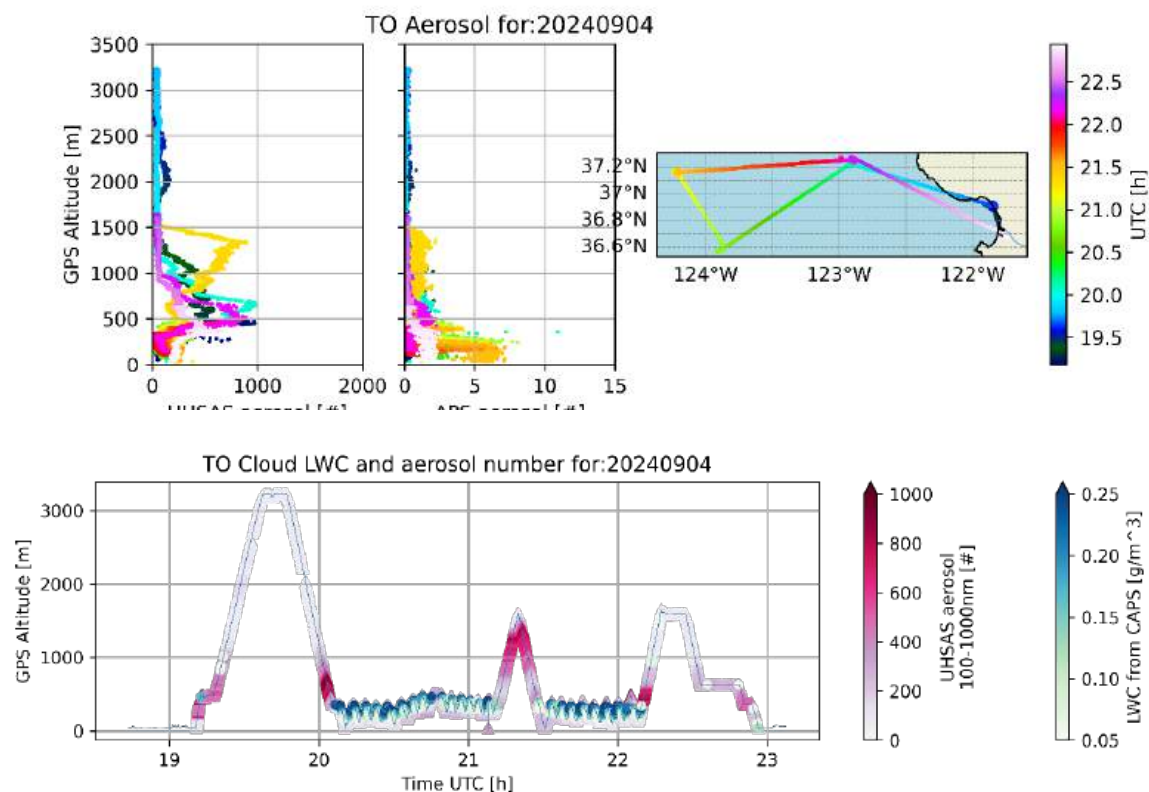 TO Aerosol for:20240904
3500
3000
2500
2000
1500
1000
500
0
GPS Altitude [m]
0 1000 2000
0 5 10 15
UHSAS aerosol [#]
APS aerosol [#]
37.2°N
37°N
36.8°N
36.6°N
124°W 123°W 122°W
22.5
22.0
21.5
21.0
20.5
20.0
19.5
UTC [h]
TO Cloud LWC and aerosol number for:20240904
3000
2000
1000
0
GPS Altitude [m]
19 20 21 22 23
Time UTC [h]
1000
800
600
400
200
0
UHSAS aerosol
100-1000nm [#]
0.25
0.20
0.15
0.10
0.05
LWC from CAPS [g/m^3]